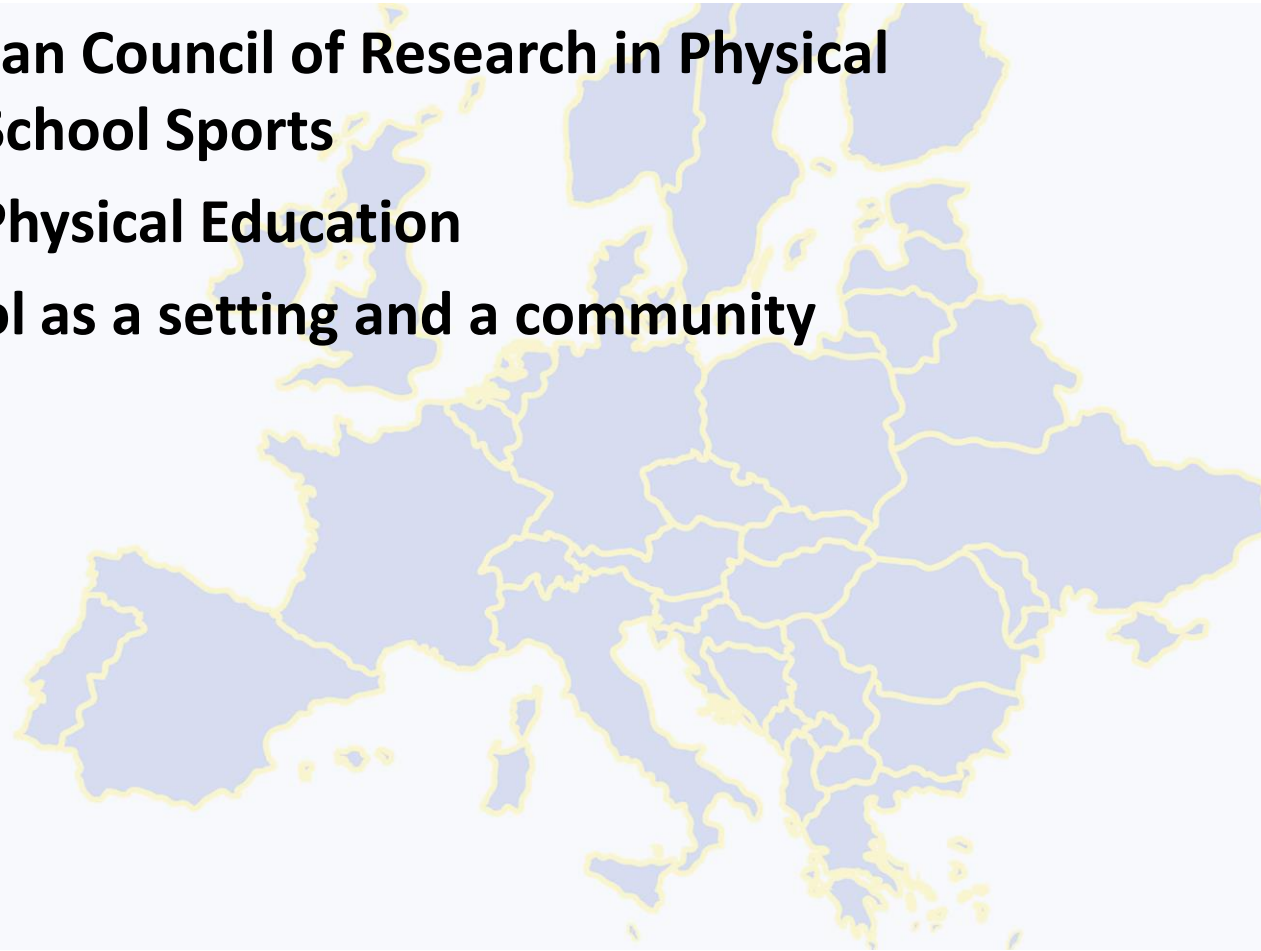 an Council of Research in Physical
School Sports
Physical Education
ol as a setting and a community